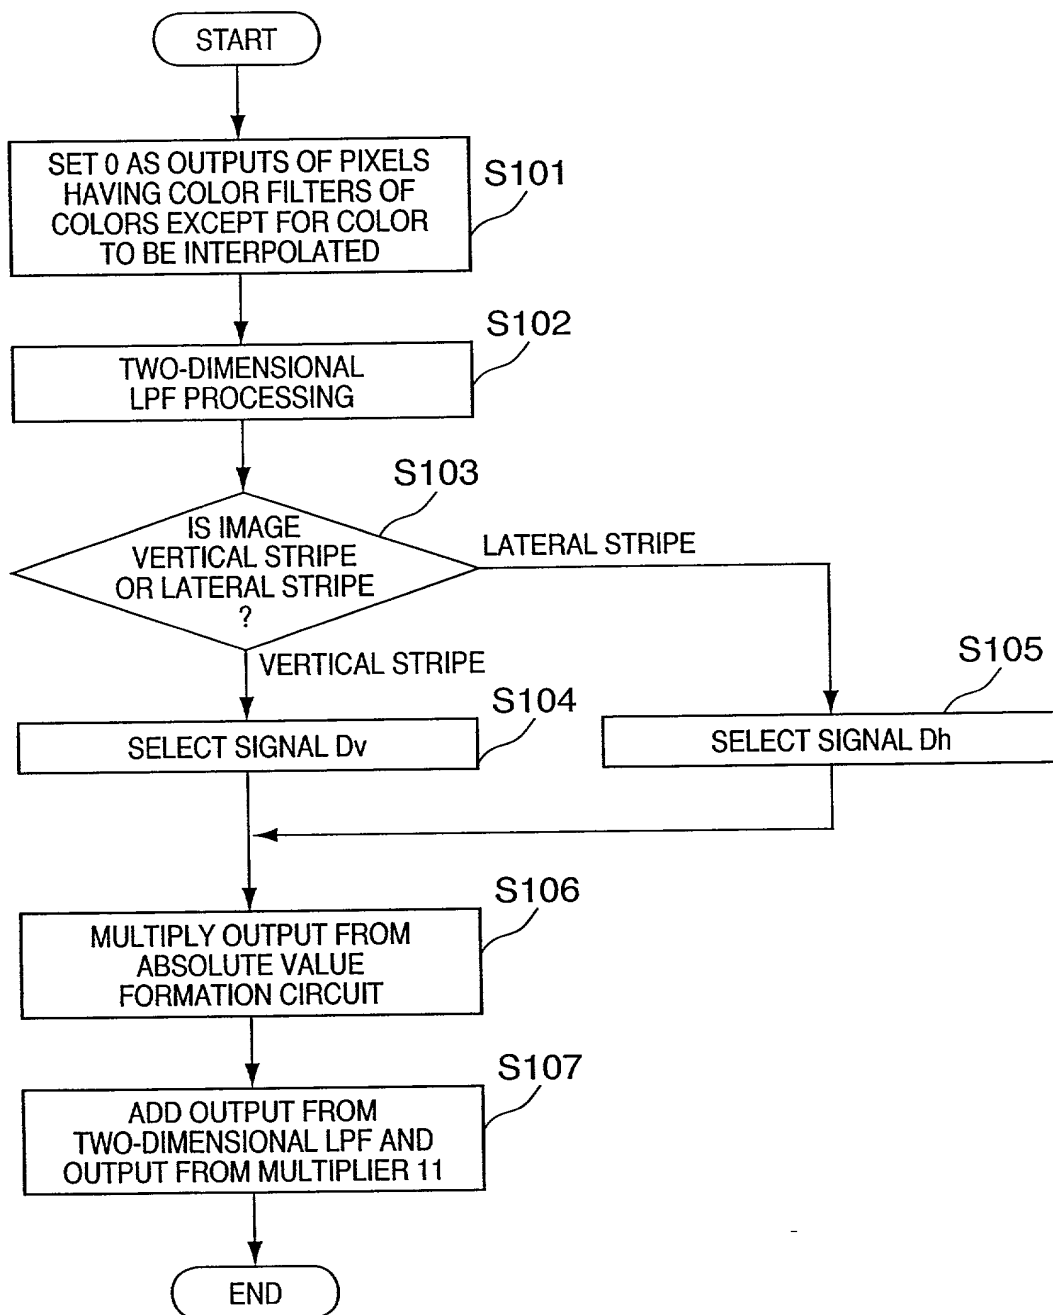 START
SET 0 AS OUTPUTS OF PIXELS
HAVING COLOR FILTERS OF
COLORS EXCEPT FOR COLOR
TO BE INTERPOLATED
S101
S102
TWO-DIMENSIONAL
LPF PROCESSING
S103
IS IMAGE
VERTICAL STRIPE
OR LATERAL STRIPE
?
LATERAL STRIPE
VERTICAL STRIPE
S104
SELECT SIGNAL Dv
S105
SELECT SIGNAL Dh
S106
MULTIPLY OUTPUT FROM
ABSOLUTE VALUE
FORMATION CIRCUIT
S107
ADD OUTPUT FROM
TWO-DIMENSIONAL LPF AND
OUTPUT FROM MULTIPLIER 11
END